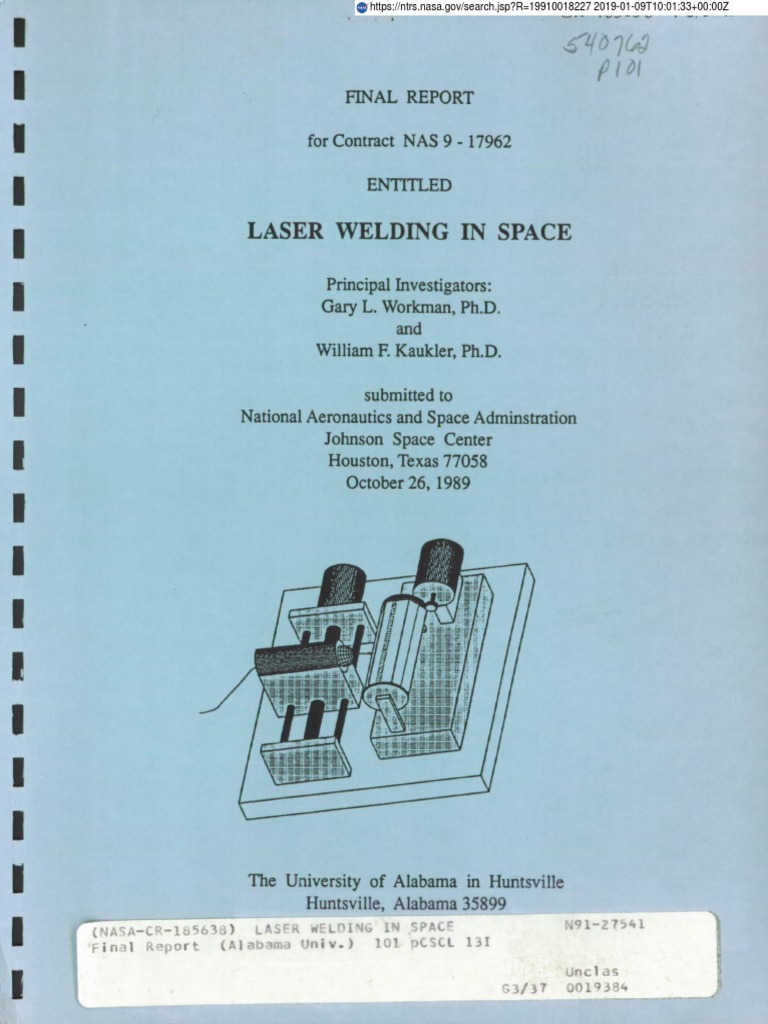 https://ntrs.nasa.gov/search.jsp?R=19910018227 2019-01-09T10:01:33+00:00Z
540762
P101
FINAL REPORT
for Contract NAS 9 - 17962
ENTITLED
LASER WELDING IN SPACE
Principal Investigators:
Gary L. Workman, Ph.D.
and
William F. Kaukler, Ph.D.
submitted to
National Aeronautics and Space Adminstration
Johnson Space Center
Houston, Texas 77058
October 26, 1989
The University of Alabama in Huntsville
Huntsville, Alabama 35899
(NASA-CR-185638) LASER WELDING IN SPACE N91-27541
Final Report (Alabama Univ.) 101 pCSCL 13I
Unclas
G3/37 0019384